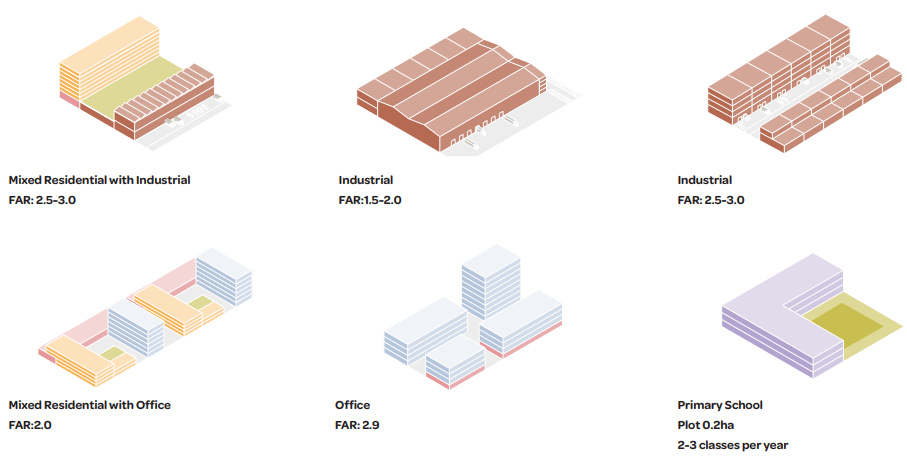 Mixed Residential with Industrial
FAR: 2.5-3.0
Industrial
FAR:1.5-2.0
Industrial
FAR: 2.5-3.0
Mixed Residential with Office
FAR:2.0
Office
FAR: 2.9
Primary School
Plot 0.2ha
2-3 classes per year